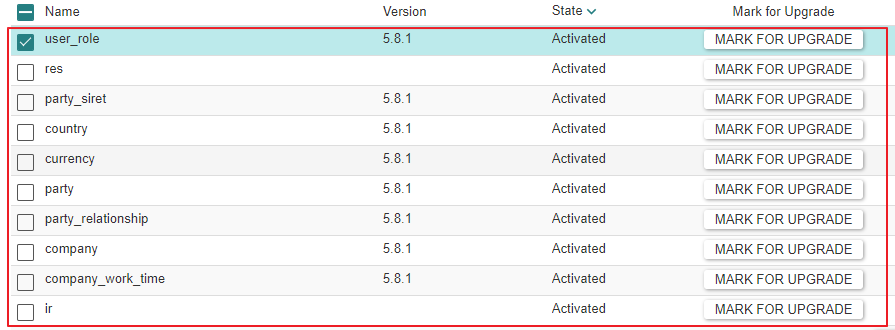 Name Version State Mark for Upgrade
user_role 5.8.1 Activated MARK FOR UPGRADE
res Activated MARK FOR UPGRADE
party_siret 5.8.1 Activated MARK FOR UPGRADE
country 5.8.1 Activated MARK FOR UPGRADE
currency 5.8.1 Activated MARK FOR UPGRADE
party 5.8.1 Activated MARK FOR UPGRADE
party_relationship 5.8.1 Activated MARK FOR UPGRADE
company 5.8.1 Activated MARK FOR UPGRADE
company_work_time 5.8.1 Activated MARK FOR UPGRADE
ir Activated MARK FOR UPGRADE